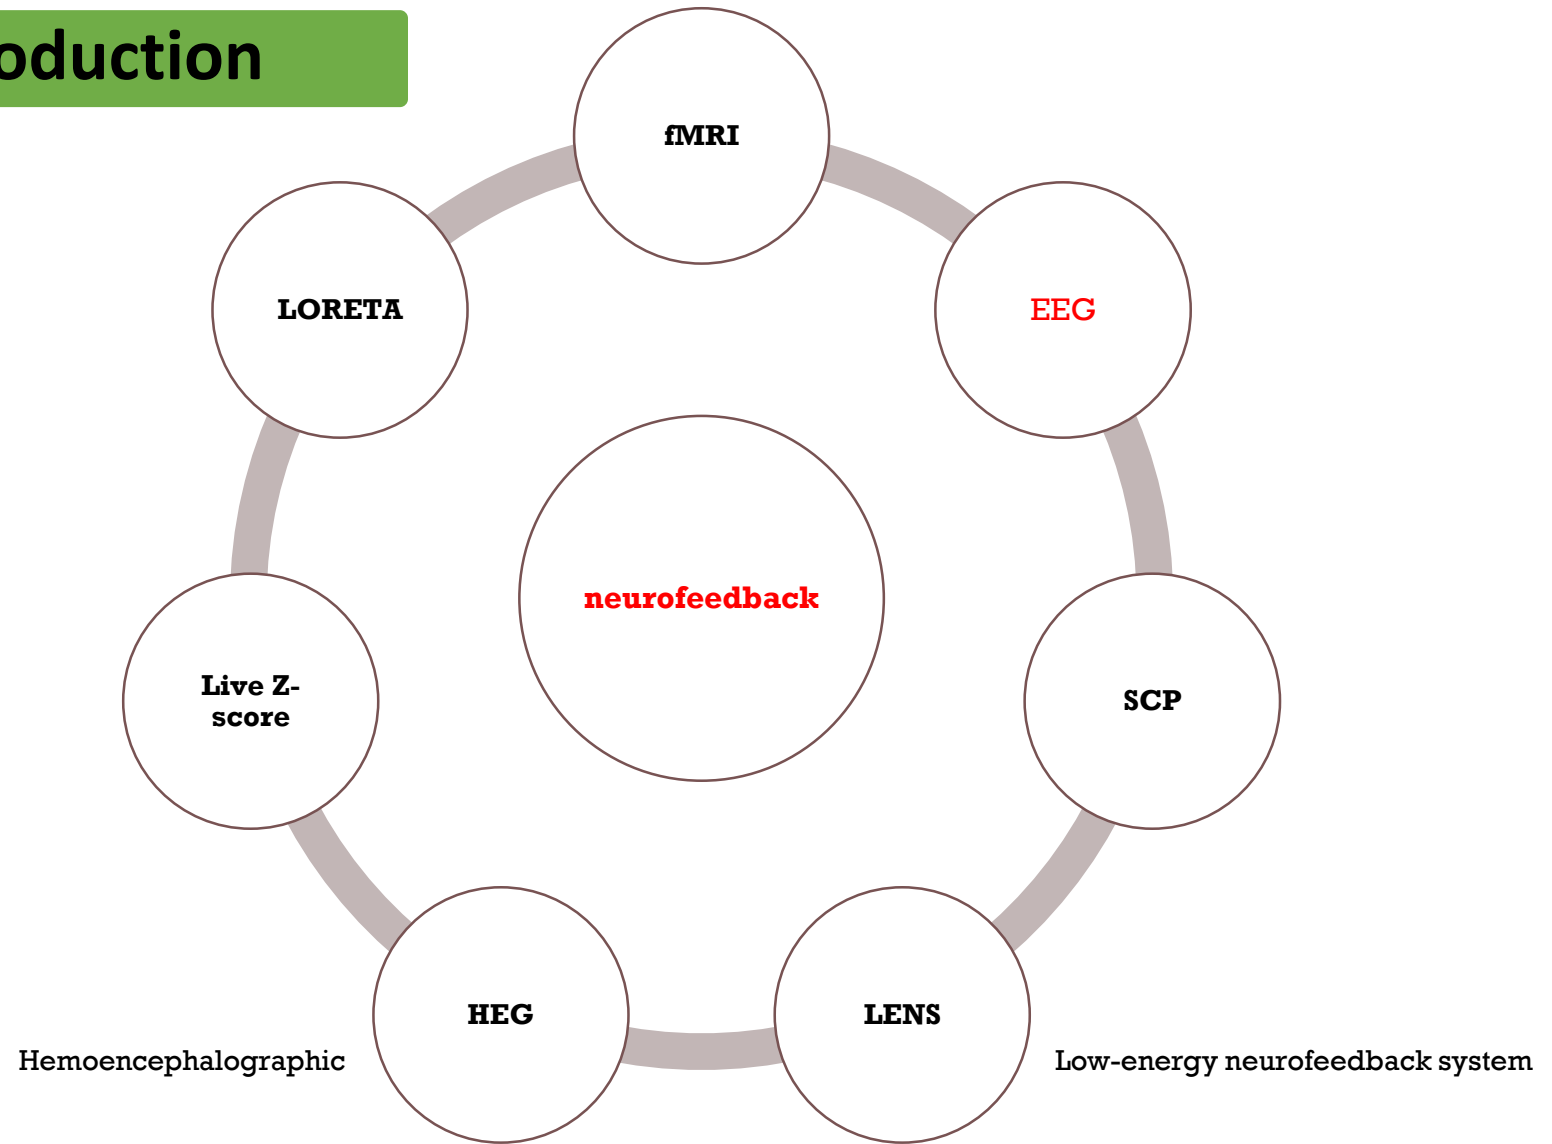 oduction
fMRI
LORETA
EEG
neurofeedback
Live Z-
score
SCP
HEG
LENS
Hemoencephalographic
Low-energy neurofeedback system